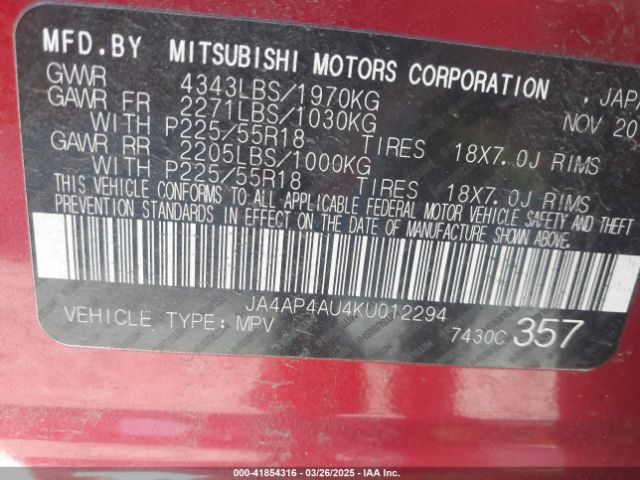 MFD.BY MITSUBISHI MOTORS CORPORATION , JAP
GVWR 4343LBS/1970KG NOV 20
GAWR FR 2271LBS/1030KG
WITH P225/55R18 TIRES 18X7.0J RIMS
GAWR RR 2205LBS/1000KG
WITH P225/55R18 TIRES 18X7.0J RIMS
THIS VEHICLE CONFORMS TO ALL APPLICABLE FEDERAL MOTOR VEHICLE SAFETY AND THEFT
PREVENTION STANDARDS IN EFFECT ON THE DATE OF MANUFACTURE SHOWN ABOVE.
JA4AP4AU4KU012294
VEHICLE TYPE: MPV 7430C 357
000-41854316 — 03/26/2025 — IAA, INC.